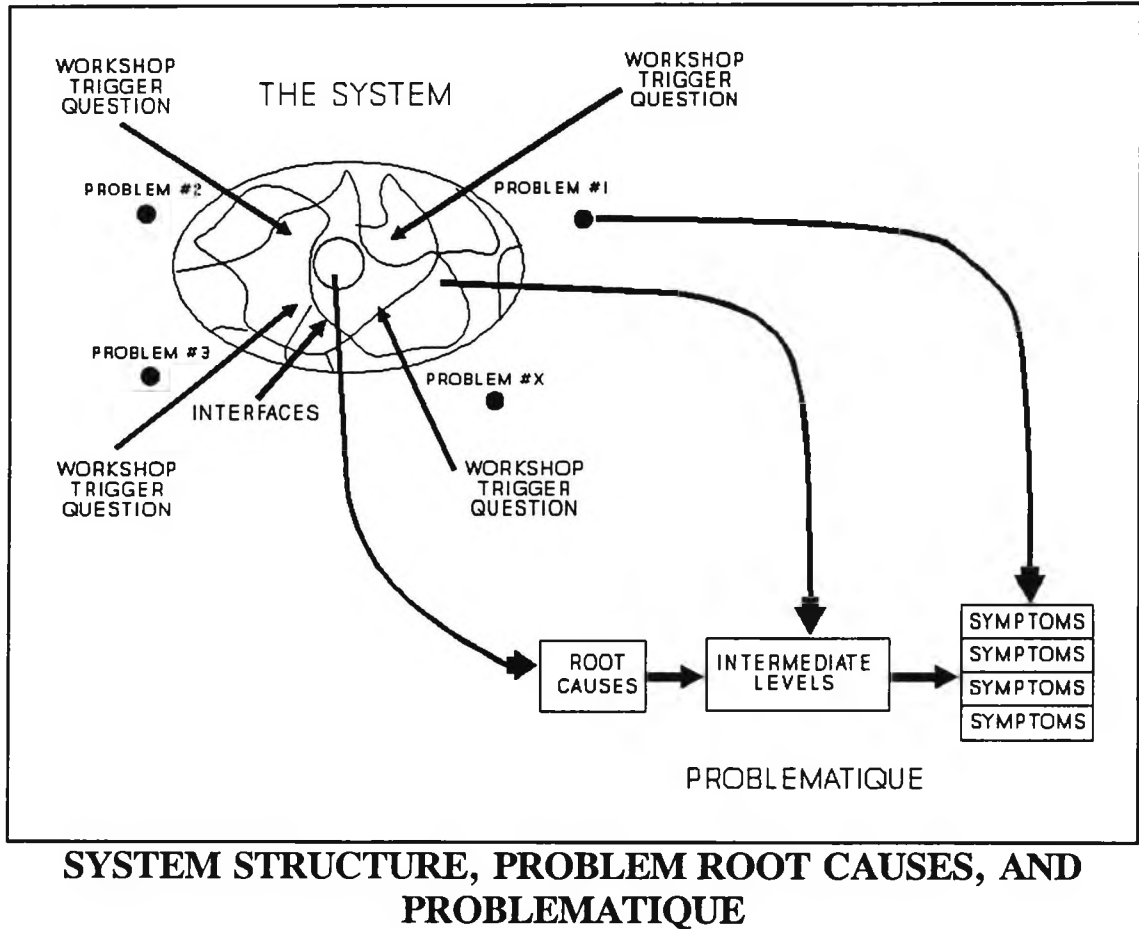 WORKSHOP
TRIGGER
QUESTION
THE SYSTEM
WORKSHOP
TRIGGER
QUESTION
PROBLEM #2
PROBLEM #1
PROBLEM #3
PROBLEM #X
INTERFACES
WORKSHOP
TRIGGER
QUESTION
WORKSHOP
TRIGGER
QUESTION
ROOT
CAUSES
INTERMEDIATE
LEVELS
SYMPTOMS
SYMPTOMS
SYMPTOMS
SYMPTOMS
PROBLEMATIQUE
SYSTEM STRUCTURE, PROBLEM ROOT CAUSES, AND
PROBLEMATIQUE